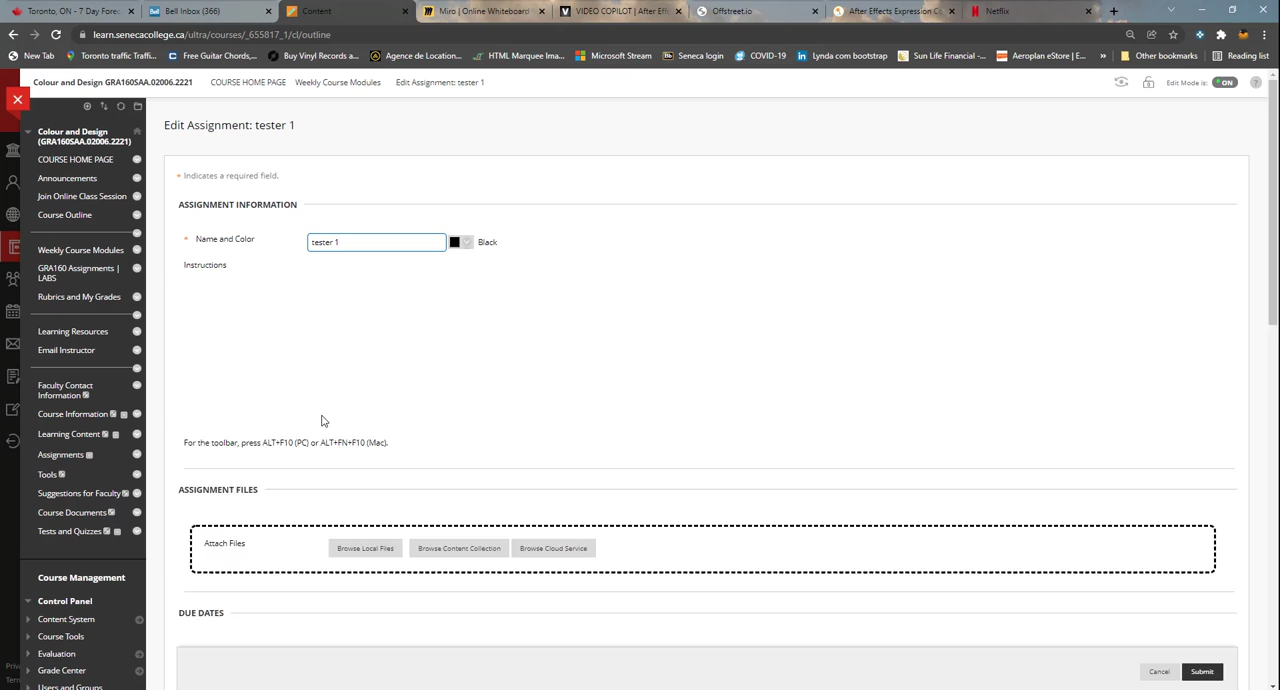 Toronto, ON - 7 Day Forec
Bell Inbox (366)
Content
Miro | Online Whiteboard
VIDEO COPILOT | After Eff
Offstreet.io
After Effects Expression Co
Netflix
learn.senecacollege.ca/ultra/courses/_655817_1/cl/outline
New Tab
Toronto traffic Traffi...
Free Guitar Chords,...
Buy Vinyl Records a...
Agence de Location...
HTML Marquee Ima...
Microsoft Stream
Seneca login
COVID-19
Lynda com bootstrap
Sun Life Financial -...
Aeroplan eStore | E...
»
Other bookmarks
Reading list
Colour and Design GRA160SAA.02006.2221
COURSE HOME PAGE
Weekly Course Modules
Edit Assignment: tester 1
Edit Mode is:
ON
?
Colour and Design
(GRA160SAA.02006.2221)
COURSE HOME PAGE
Announcements
Join Online Class Session
Course Outline
Weekly Course Modules
GRA160 Assignments |
LABS
Rubrics and My Grades
Learning Resources
Email Instructor
Faculty Contact
Information
Course Information
Learning Content
Assignments
Tools
Suggestions for Faculty
Course Documents
Tests and Quizzes
Course Management
Control Panel
Content System
Course Tools
Evaluation
Grade Center
Users and Groups
Priv
Term
Edit Assignment: tester 1
* Indicates a required field.
ASSIGNMENT INFORMATION
* Name and Color
tester 1
Black
Instructions
For the toolbar, press ALT+F10 (PC) or ALT+FN+F10 (Mac).
ASSIGNMENT FILES
Attach Files
Browse Local Files
Browse Content Collection
Browse Cloud Service
DUE DATES
Cancel
Submit